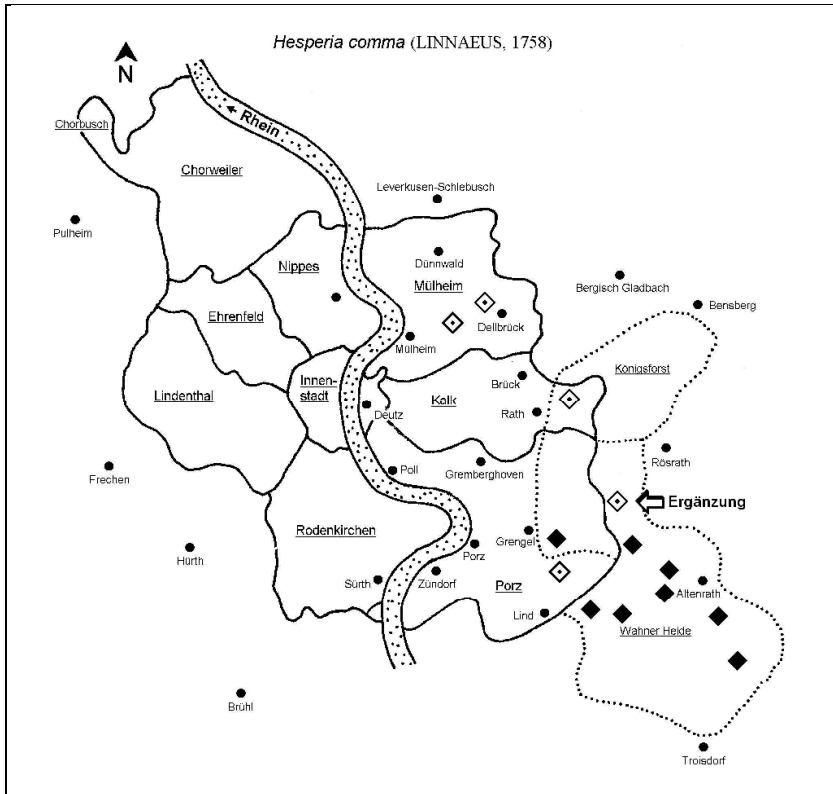 Hesperia comma (LINNAEUS, 1758)
N
Rhein
Chorbusch
Chorweiler
Leverkusen-Schlebusch
Pulheim
Dünnwald
Nippes
Mülheim
Bergisch Gladbach
Bensberg
Ehrenfeld
Dellbrück
Mülheim
Innen-
stadt
Königsforst
Lindenthal
Kalk
Brück
Deutz
Rath
Frechen
Poll
Gremberghoven
Rösrath
Ergänzung
Rodenkirchen
Grengel
Hürth
Porz
Sürth
Zündorf
Porz
Altenrath
Lind
Wahner Heide
Brühl
Troisdorf